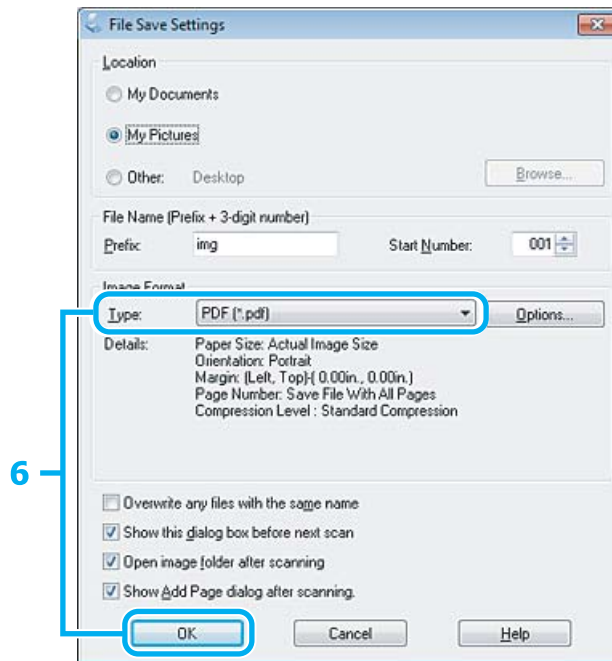 File Save Settings
Location
My Documents
My Pictures
Other: Desktop Browse...
File Name (Prefix + 3-digit number)
Prefix: img Start Number: 001
Image Format
Type: PDF (*.pdf) Options...
Details: Paper Size: Actual Image Size
Orientation: Portrait
Margin: (Left, Top)-( 0.00in., 0.00in.)
Page Number: Save File With All Pages
Compression Level : Standard Compression
6
Overwrite any files with the same name
Show this dialog box before next scan
Open image folder after scanning
Show Add Page dialog after scanning.
OK Cancel Help